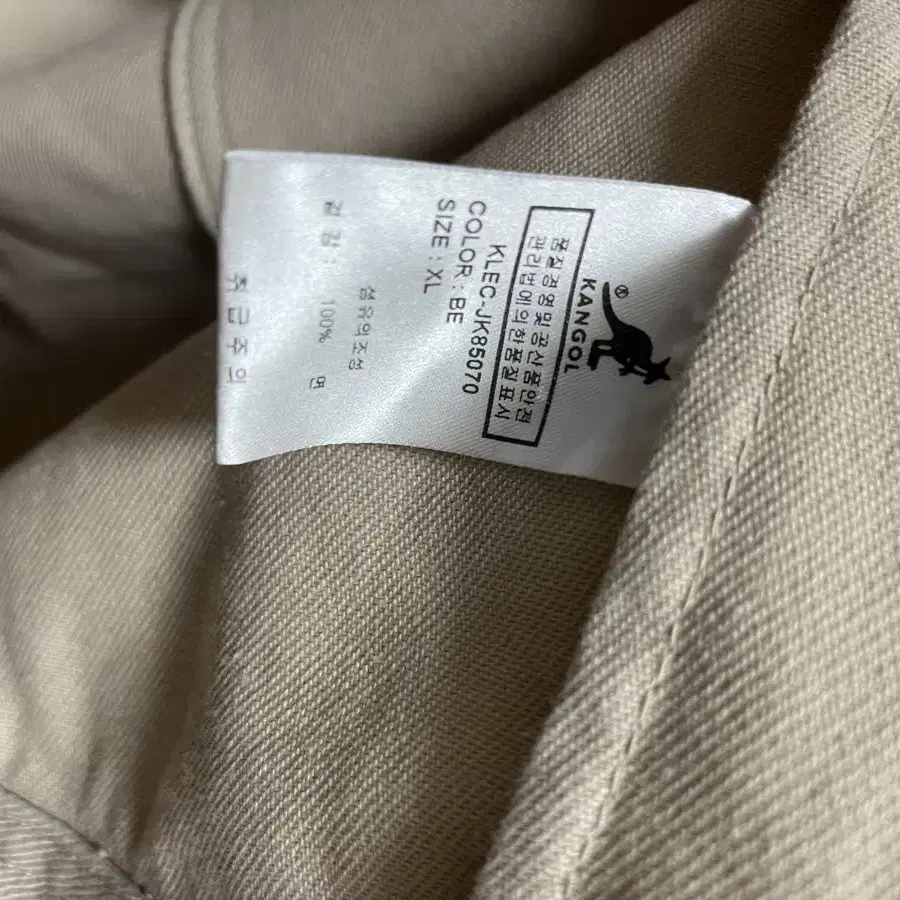 KANGOL
품질경영및공산품안전
관리법에의한품질표시
KLEC-JK85070
COLOR : BE
SIZE : XL
섬유의조성
겉 감 : 100% 면
취급주의